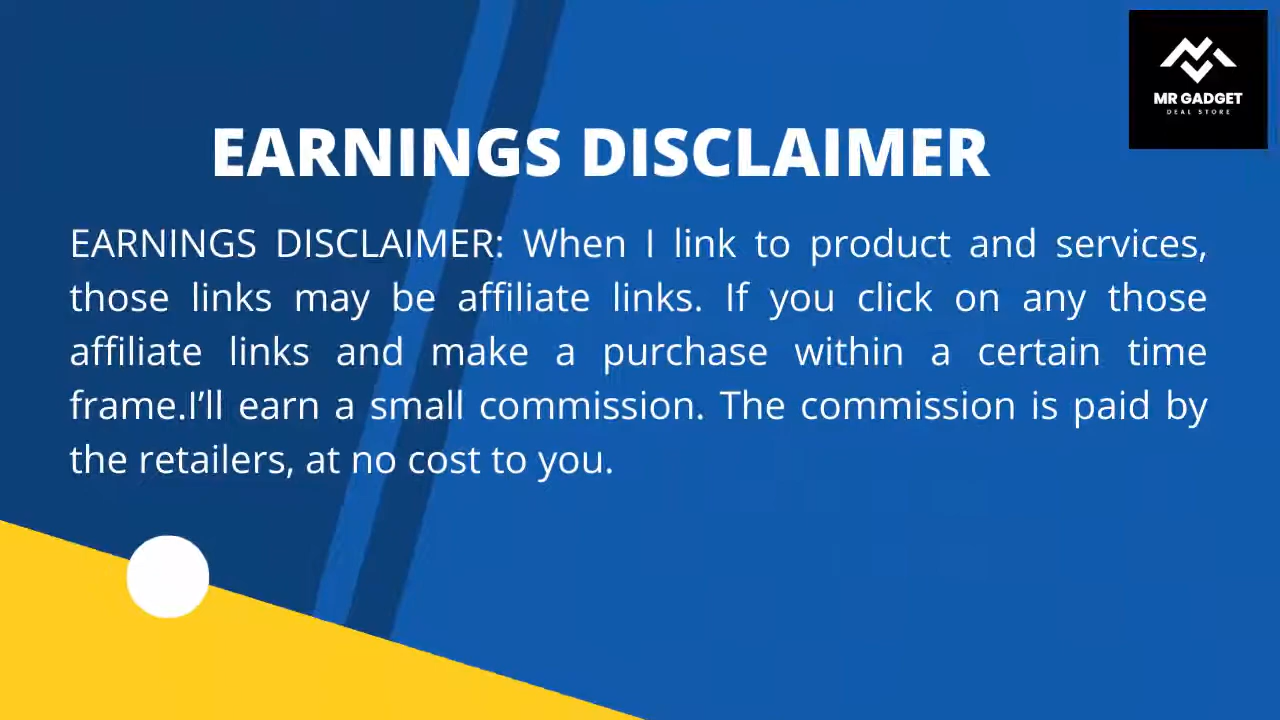 MR GADGET
DEAL STORE
EARNINGS DISCLAIMER
EARNINGS DISCLAIMER: When I link to product and services,
those links may be affiliate links. If you click on any those
affiliate links and make a purchase within a certain time
frame.I’ll earn a small commission. The commission is paid by
the retailers, at no cost to you.